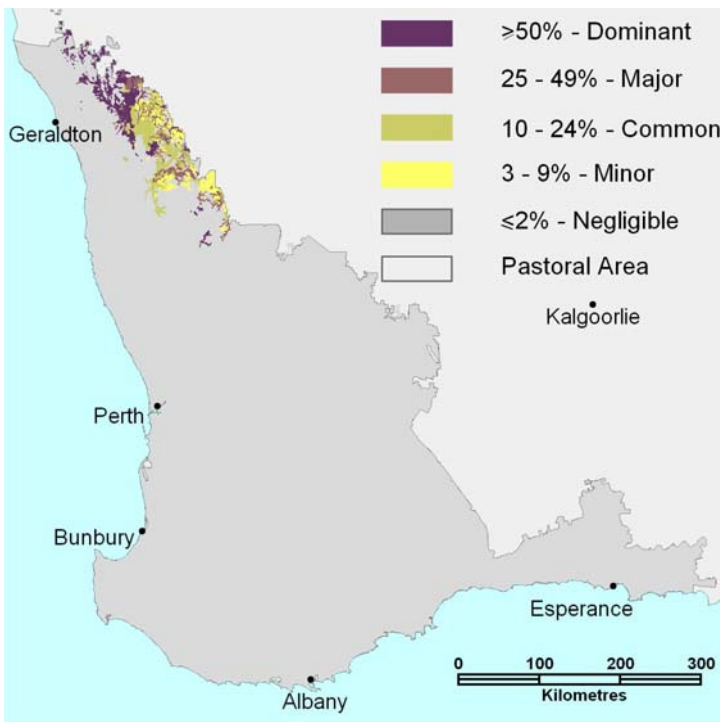 ⩾50% - Dominant
25 - 49% - Major
10 - 24% - Common
3 - 9% - Minor
⩽2% - Negligible
Pastoral Area
Geraldton
Kalgoorlie
Perth
Bunbury
Esperance
Albany
0 100 200 300
Kilometres